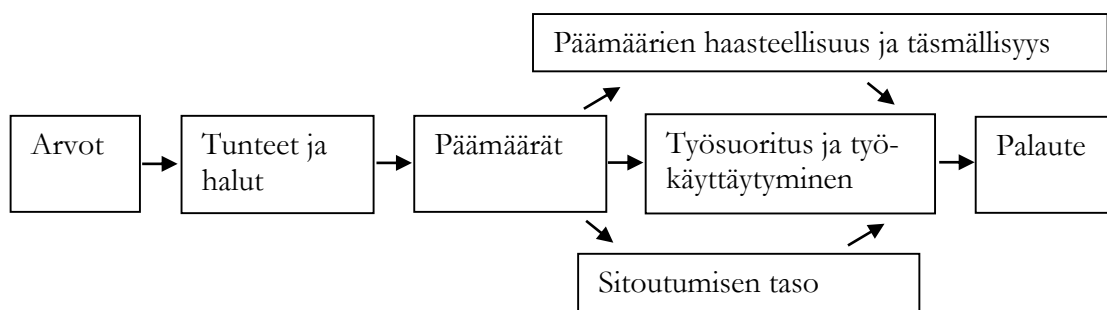 Päämäärien haasteellisuus ja täsmällisyys
Arvot
Tunteet ja
halut
Päämäärät
Työsuoritus ja työ-
käyttäytyminen
Palaute
Sitoutumisen taso